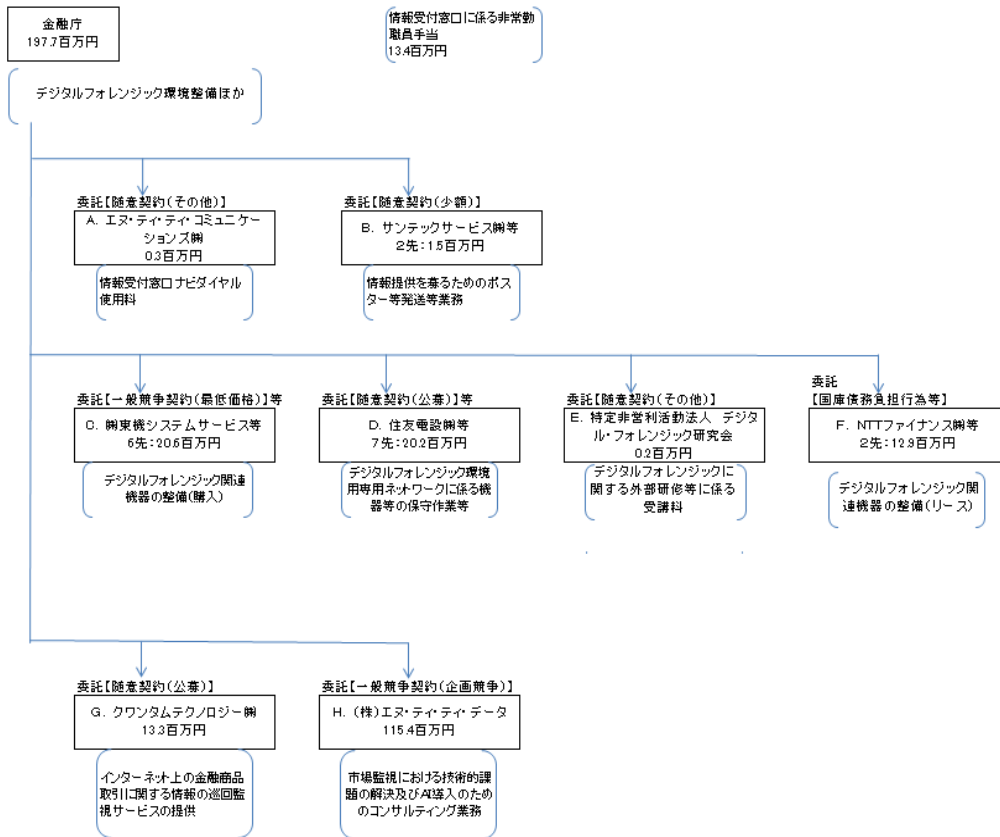 金融庁
197.7百万円
情報受付窓口に係る非常勤
職員手当
13.4百万円
デジタルフォレンジック環境整備ほか
委託【随意契約(その他)】
A. エヌ・ティ・ティ・コミュニケー
ションズ㈱
0.3百万円
情報受付窓口ナビダイヤル
使用料
委託【随意契約(少額)】
B. サンテックサービス㈱等
2先:1.5百万円
情報提供を募るためのポス
ター等発送等業務
委託【一般競争契約(最低価格)】等
C. ㈱東機システムサービス等
6先:20.6百万円
デジタルフォレンジック関連
機器の整備(購入)
委託【随意契約(公募)】等
D. 住友電設㈱等
7先:20.2百万円
デジタルフォレンジック環境
用専用ネットワークに係る機
器等の保守作業等
委託【随意契約(その他)】
E. 特定非営利活動法人 デジタ
ル・フォレンジック研究会
0.2百万円
デジタルフォレンジックに
関する外部研修等に係る
受講料
委託
【国庫債務負担行為等】
F. NTTファイナンス㈱等
2先:12.9百万円
デジタルフォレンジック関
連機器の整備(リース)
委託【随意契約(公募)】
G. クワンタムテクノロジー㈱
13.3百万円
インターネット上の金融商品
取引に関する情報の巡回監
視サービスの提供
委託【一般競争契約(企画競争)】
H. (株)エヌ・ティ・ティ・データ
115.4百万円
市場監視における技術的課
題の解決及びAI導入のため
のコンサルティング業務